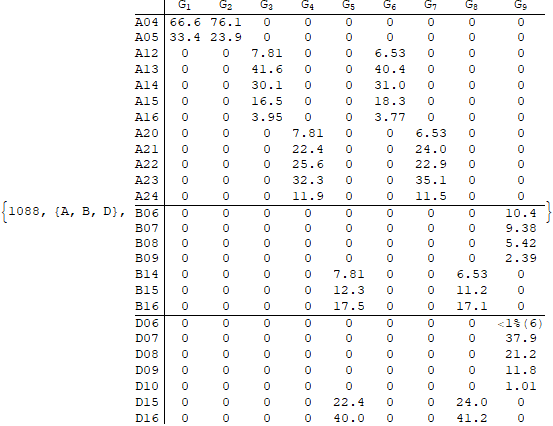 G1 G2 G3 G4 G5 G6 G7 G8 G9
A04 66.6 76.1 0 0 0 0 0 0 0
A05 33.4 23.9 0 0 0 0 0 0 0
A12 0 0 7.81 0 0 6.53 0 0 0
A13 0 0 41.6 0 0 40.4 0 0 0
A14 0 0 30.1 0 0 31.0 0 0 0
A15 0 0 16.5 0 0 18.3 0 0 0
A16 0 0 3.95 0 0 3.77 0 0 0
A20 0 0 0 7.81 0 0 6.53 0 0
A21 0 0 0 22.4 0 0 24.0 0 0
A22 0 0 0 25.6 0 0 22.9 0 0
A23 0 0 0 32.3 0 0 35.1 0 0
A24 0 0 0 11.9 0 0 11.5 0 0
{1088, {A, B, D}, B06 0 0 0 0 0 0 0 0 10.4 }
B07 0 0 0 0 0 0 0 0 9.38
B08 0 0 0 0 0 0 0 0 5.42
B09 0 0 0 0 0 0 0 0 2.39
B14 0 0 0 0 7.81 0 0 6.53 0
B15 0 0 0 0 12.3 0 0 11.2 0
B16 0 0 0 0 17.5 0 0 17.1 0
D06 0 0 0 0 0 0 0 0 <1%(6)
D07 0 0 0 0 0 0 0 0 37.9
D08 0 0 0 0 0 0 0 0 21.2
D09 0 0 0 0 0 0 0 0 11.8
D10 0 0 0 0 0 0 0 0 1.01
D15 0 0 0 0 22.4 0 0 24.0 0
D16 0 0 0 0 40.0 0 0 41.2 0